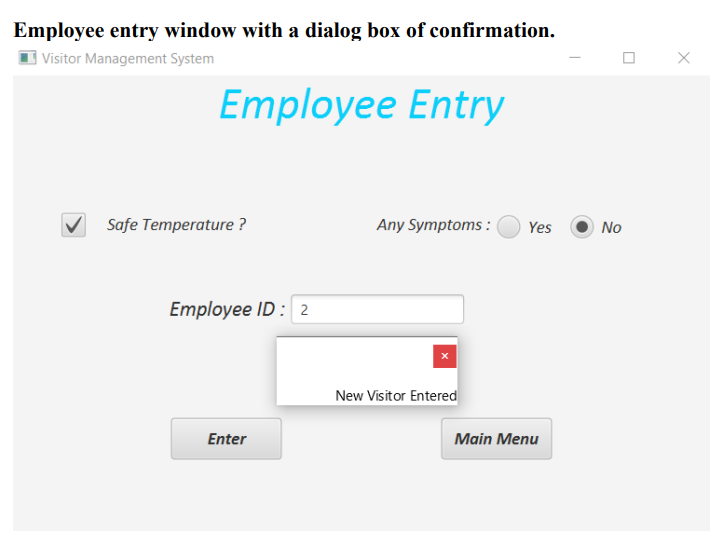 Employee entry window with a dialog box of confirmation.
Visitor Management System
Employee Entry
Safe Temperature ? Any Symptoms : Yes No
Employee ID : 2
New Visitor Entered
Enter Main Menu